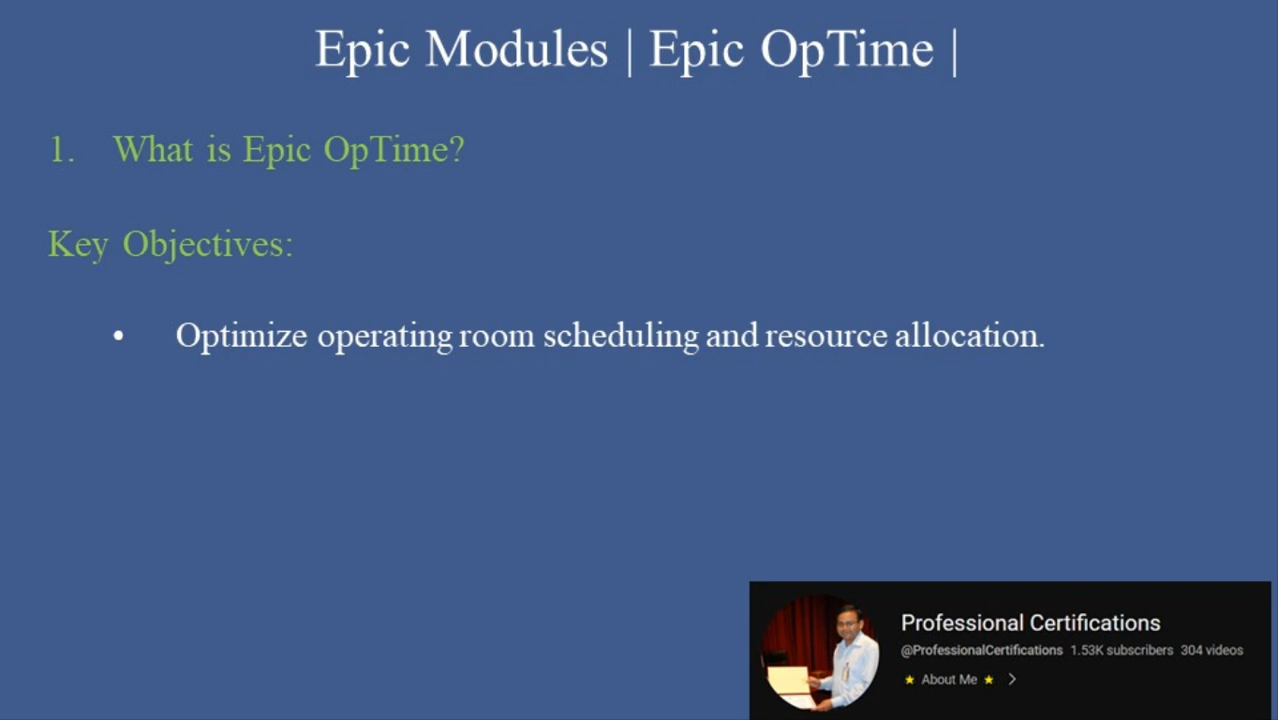 Epic Modules | Epic OpTime |
1. What is Epic OpTime?
Key Objectives:
• Optimize operating room scheduling and resource allocation.
Professional Certifications
@ProfessionalCertifications 1.53K subscribers 304 videos
⭐ About Me ⭐ >